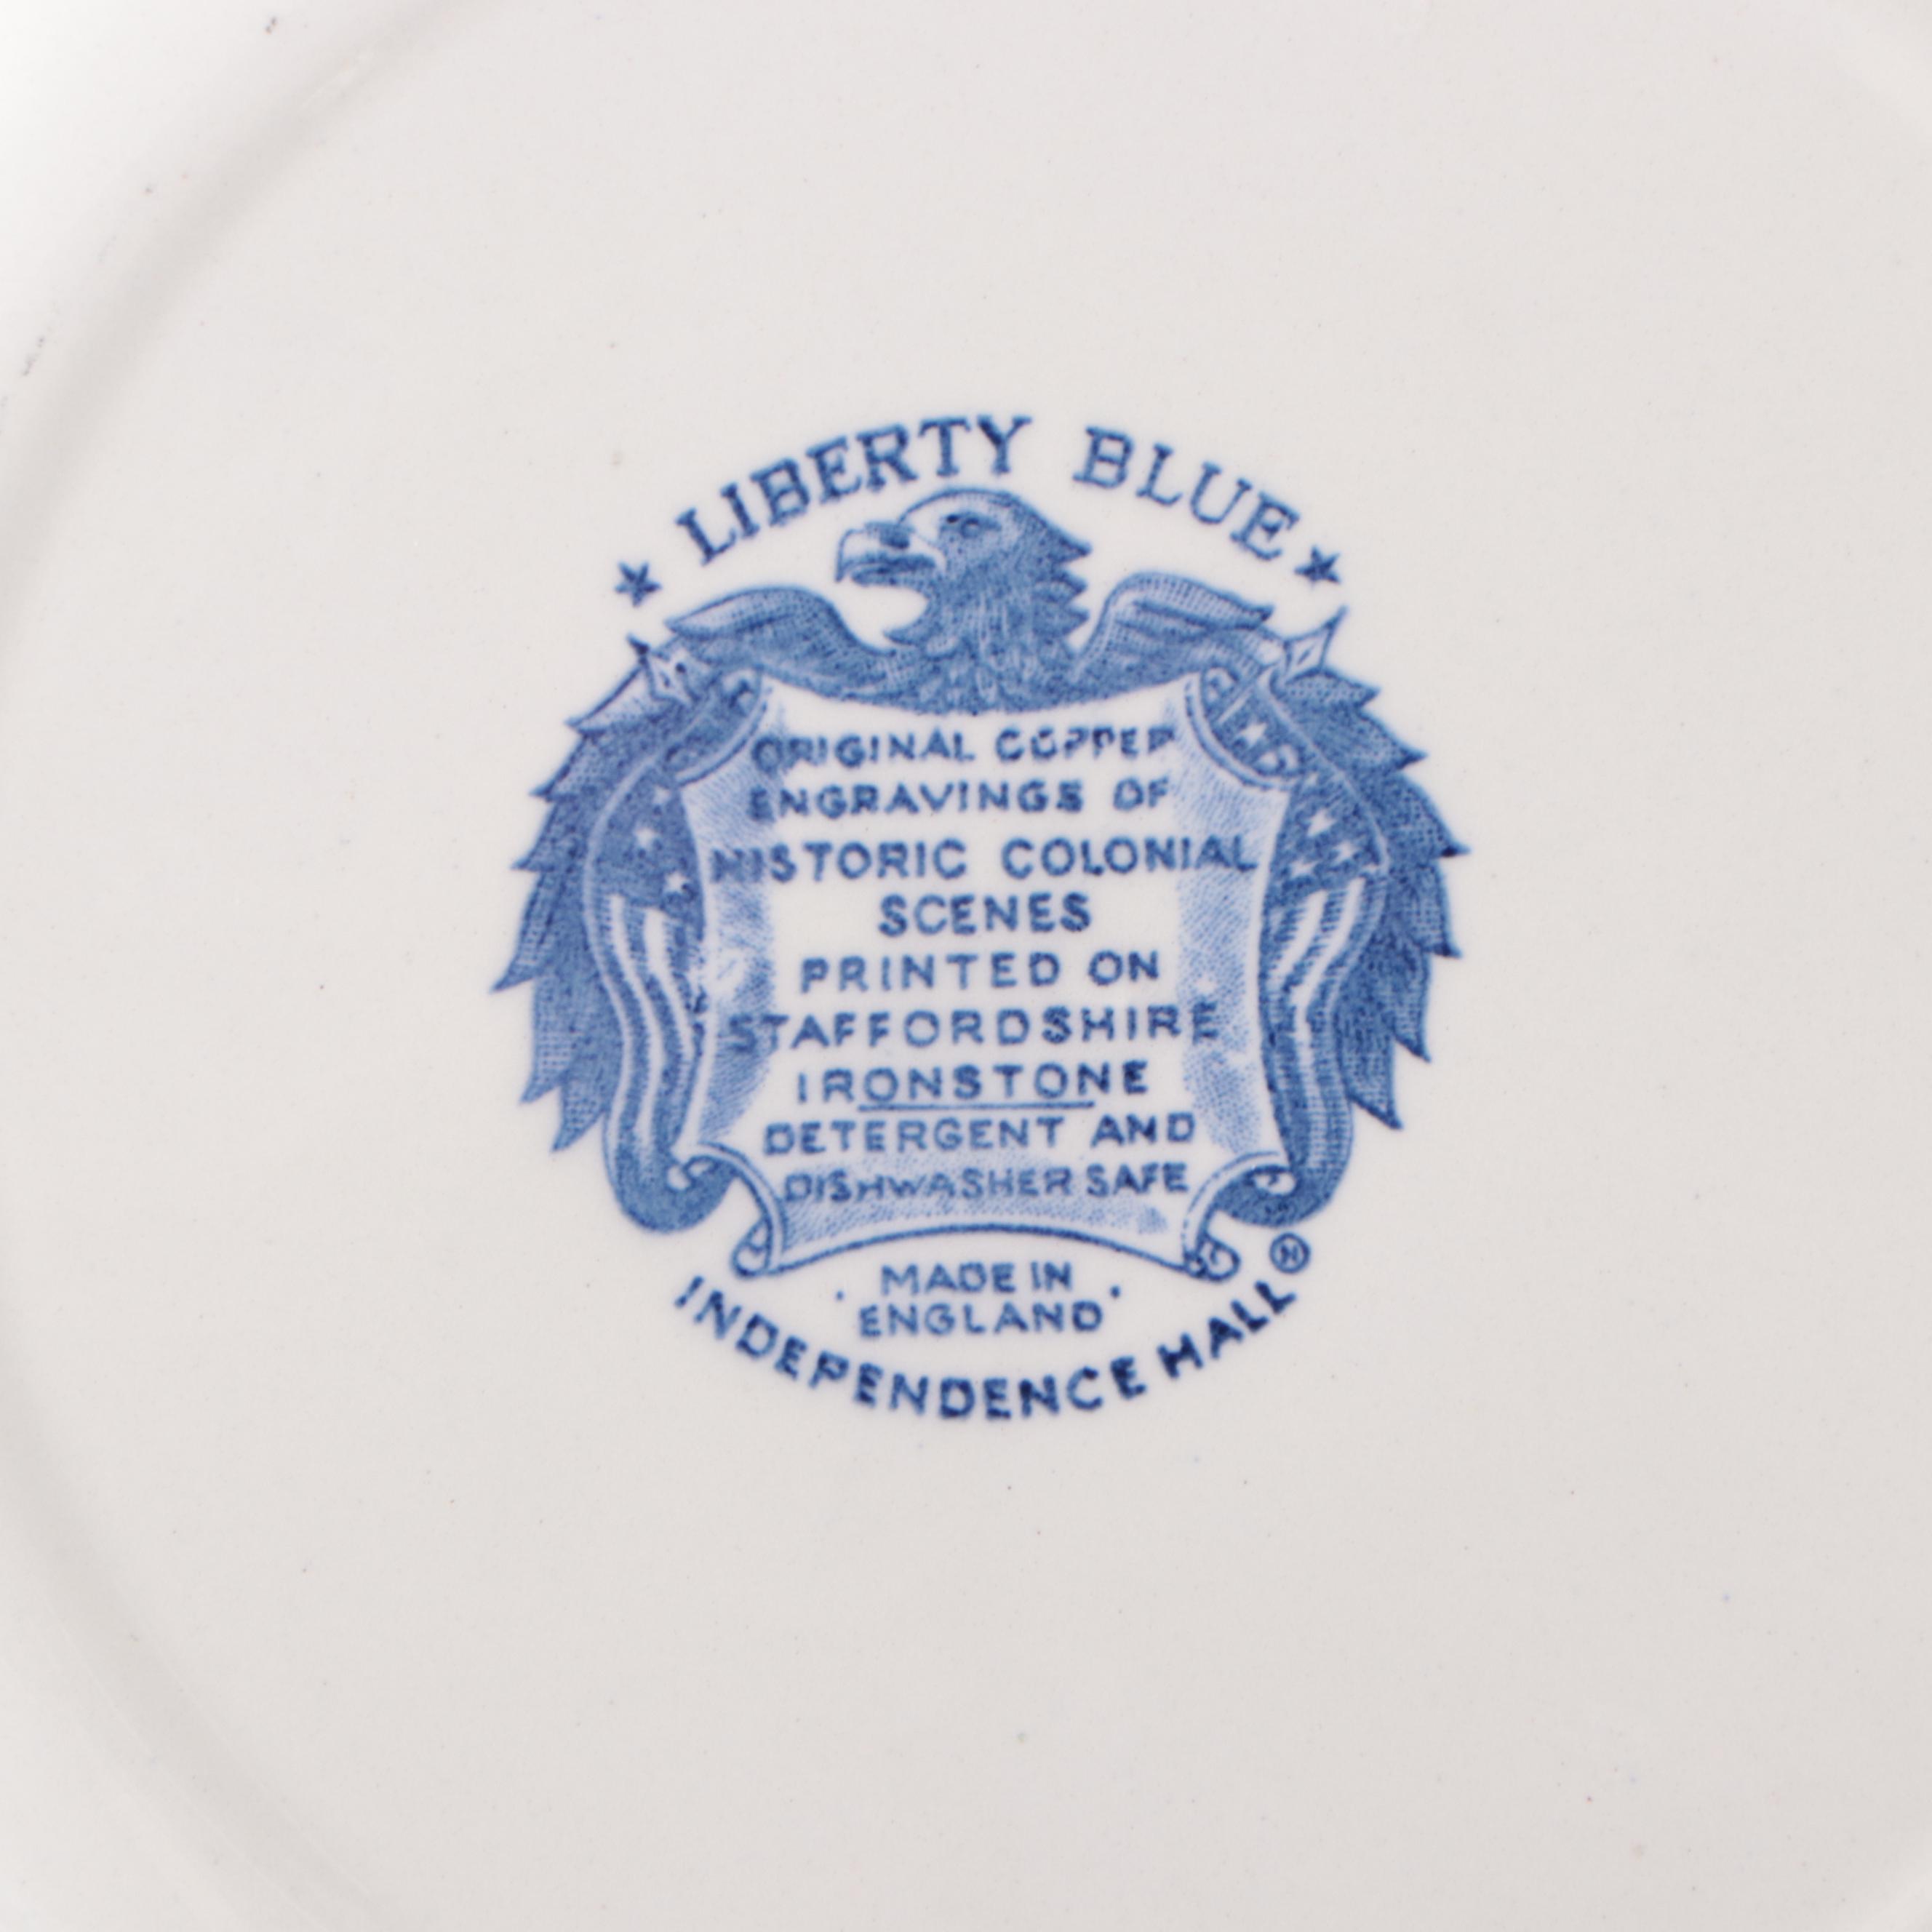 ★ LIBERTY BLUE ★
ORIGINAL COPPER
ENGRAVINGS OF
HISTORIC COLONIAL
SCENES
PRINTED ON
STAFFORDSHIRE
IRONSTONE
DETERGENT AND
DISHWASHER SAFE
· MADE IN ·
ENGLAND
INDEPENDENCE HALL ®